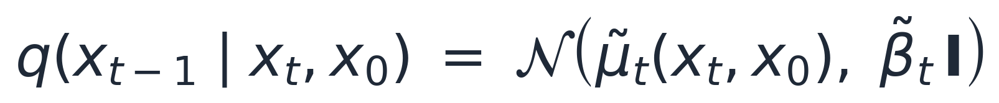 q(x_{t−1} | x_t, x_0) = 𝒩(μ̃_t(x_t, x_0), β̃_t 𝐈)